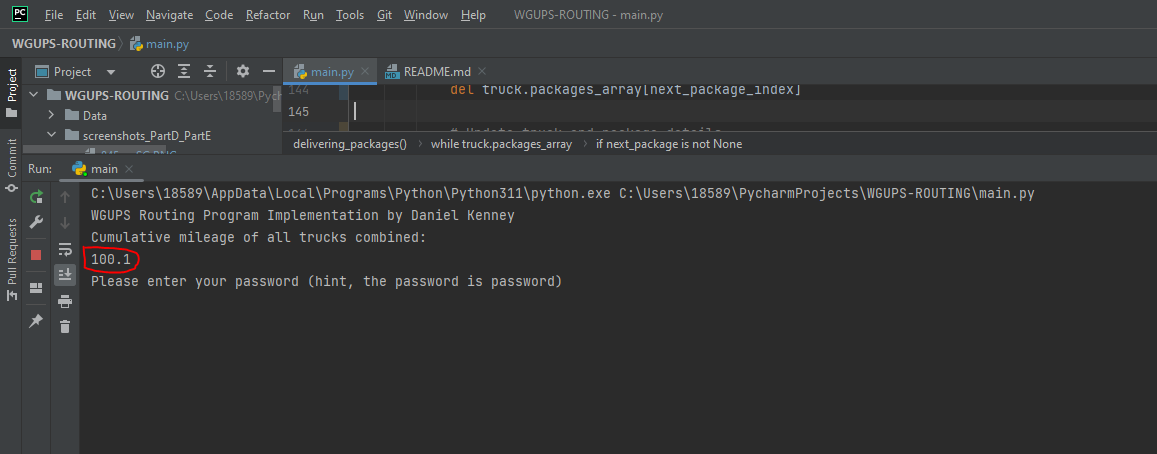 PC File Edit View Navigate Code Refactor Run Tools Git Window Help WGUPS-ROUTING - main.py
WGUPS-ROUTING main.py
Project
Project
main.py
README.md
WGUPS-ROUTING C:\Users\18589\Pych
Data
screenshots_PartD_PartE
144 del truck.packages_array[next_package_index]
145
# Update truck and package details
delivering_packages() while truck.packages_array if next_package is not None
Commit
Pull Requests
Run: main
C:\Users\18589\AppData\Local\Programs\Python\Python311\python.exe C:\Users\18589\PycharmProjects\WGUPS-ROUTING\main.py
WGUPS Routing Program Implementation by Daniel Kenney
Cumulative mileage of all trucks combined:
100.1
Please enter your password (hint, the password is password)